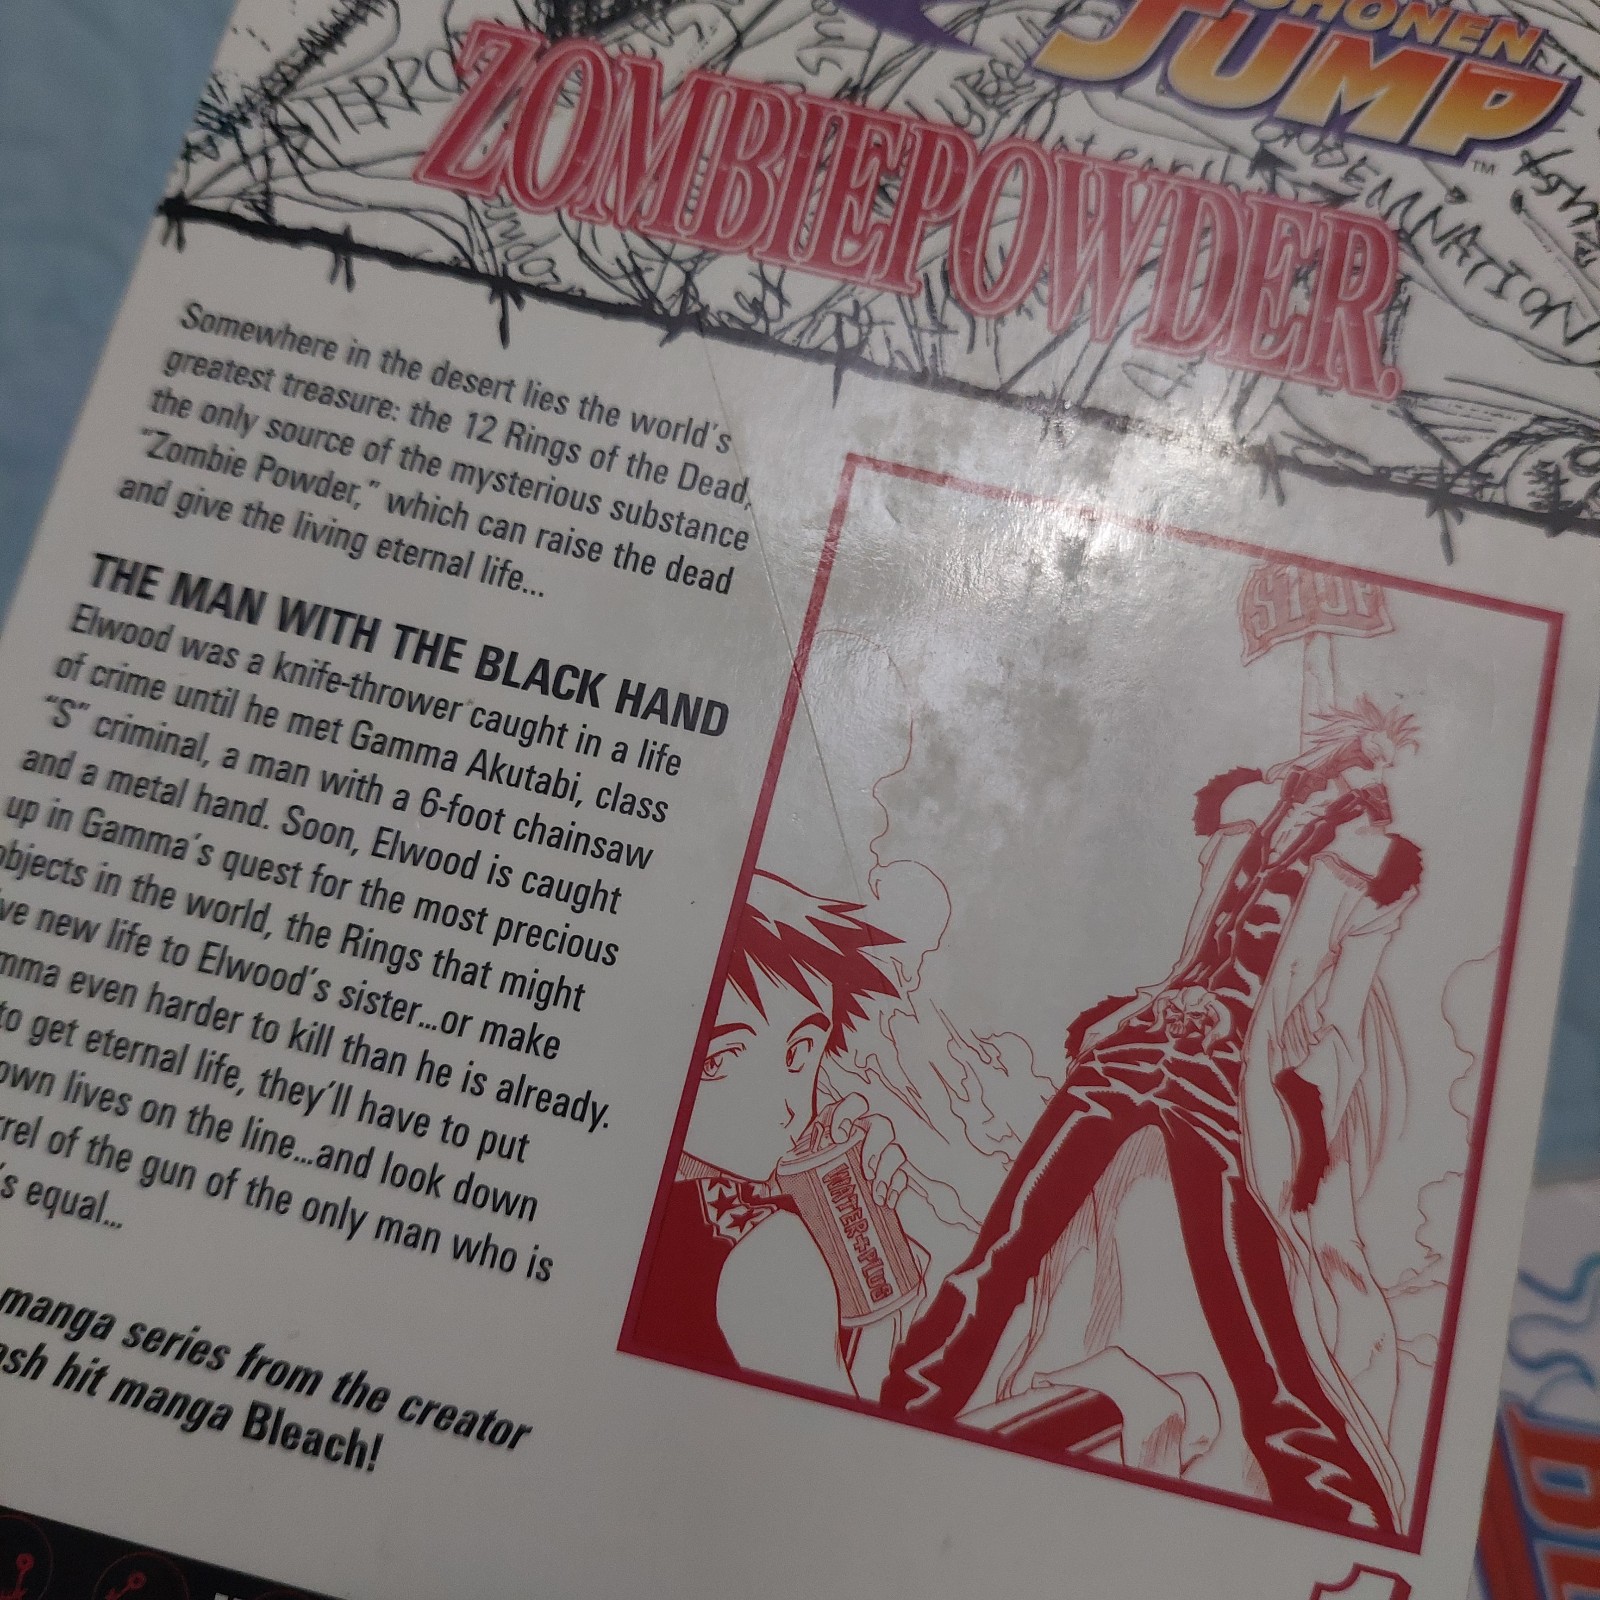 SHONEN
JUMP
TM
ZOMBIEPOWDER.
Somewhere in the desert lies the world's
greatest treasure: the 12 Rings of the Dead,
the only source of the mysterious substance
"Zombie Powder," which can raise the dead
and give the living eternal life...
THE MAN WITH THE BLACK HAND
Elwood was a knife-thrower caught in a life
of crime until he met Gamma Akutabi, class
"S" criminal, a man with a 6-foot chainsaw
and a metal hand. Soon, Elwood is caught
up in Gamma's quest for the most precious
objects in the world, the Rings that might
new life to Elwood's sister...or make
even harder to kill than he is already.
to get eternal life, they'll have to put
own lives on the line...and look down
of the gun of the only man who is
equal...
manga series from the creator
hit manga Bleach!
STOP
WATER+PLUG
1